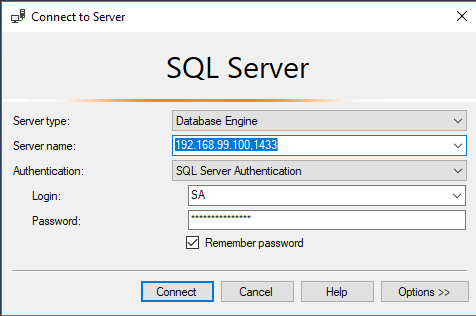 Connect to Server
SQL Server
Server type: Database Engine
Server name: 192.168.99.100,1433
Authentication: SQL Server Authentication
Login: SA
Password: ***************
Remember password
Connect Cancel Help Options >>